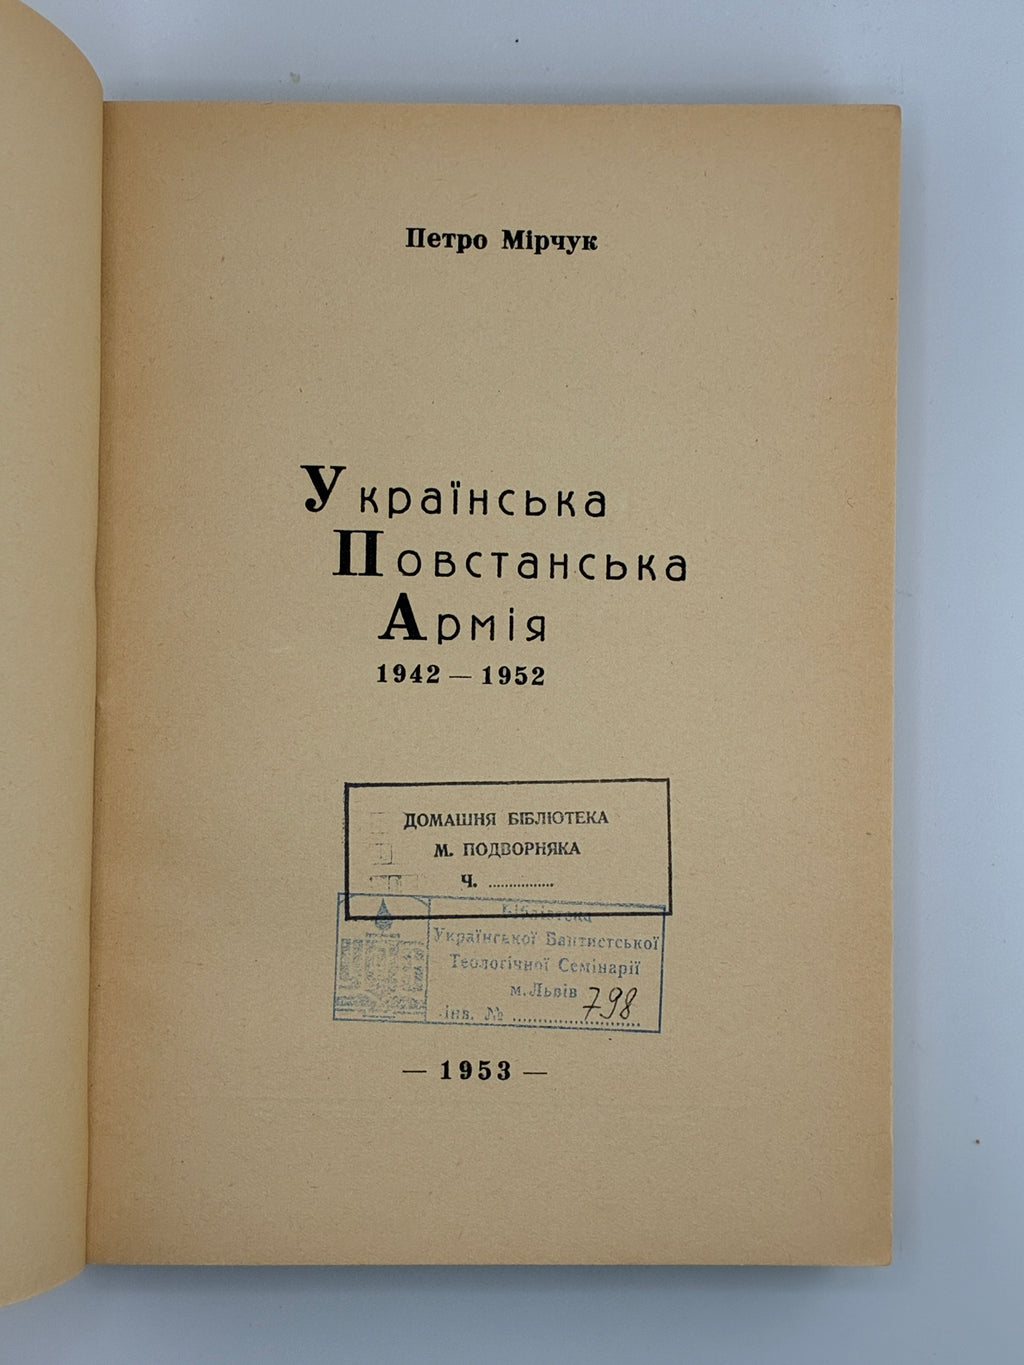 Петро Мірчук
Українська
Повстанська
Армія
1942 — 1952
ДОМАШНЯ БІБЛІОТЕКА
М. ПОДВОРНЯКА
Ч. ................
Бібліотека
Української Баптистської
Теологічної Семінарії
м. Львів
інв. № .................... 798
— 1953 —